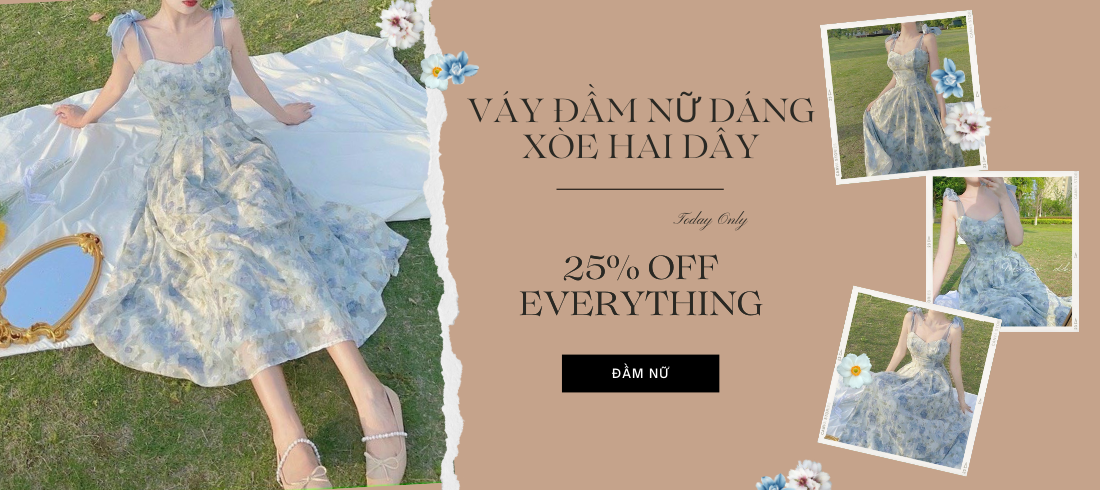 VÁY ĐẦM NỮ DÁNG
XÒE HAI DÂY
Today Only
25% OFF
EVERYTHING
ĐẦM NỮ